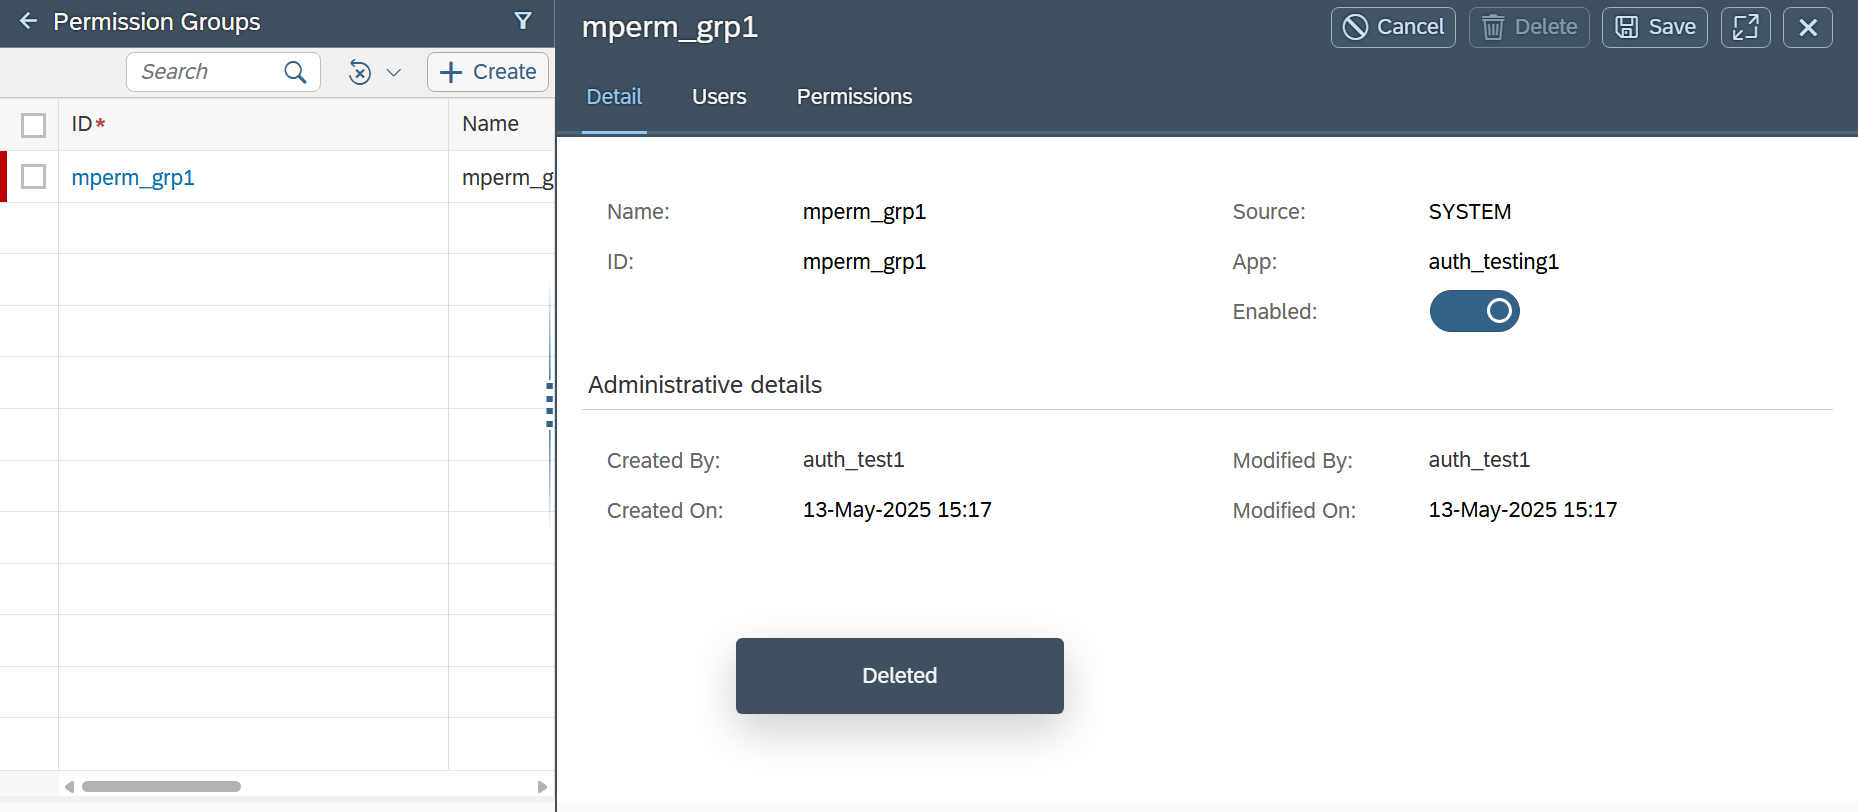 Permission Groups
Search
Create
ID*
Name
mperm_grp1
mperm_g
mperm_grp1
Cancel
Delete
Save
Detail
Users
Permissions
Name:
mperm_grp1
Source:
SYSTEM
ID:
mperm_grp1
App:
auth_testing1
Enabled:
Administrative details
Created By:
auth_test1
Modified By:
auth_test1
Created On:
13-May-2025 15:17
Modified On:
13-May-2025 15:17
Deleted